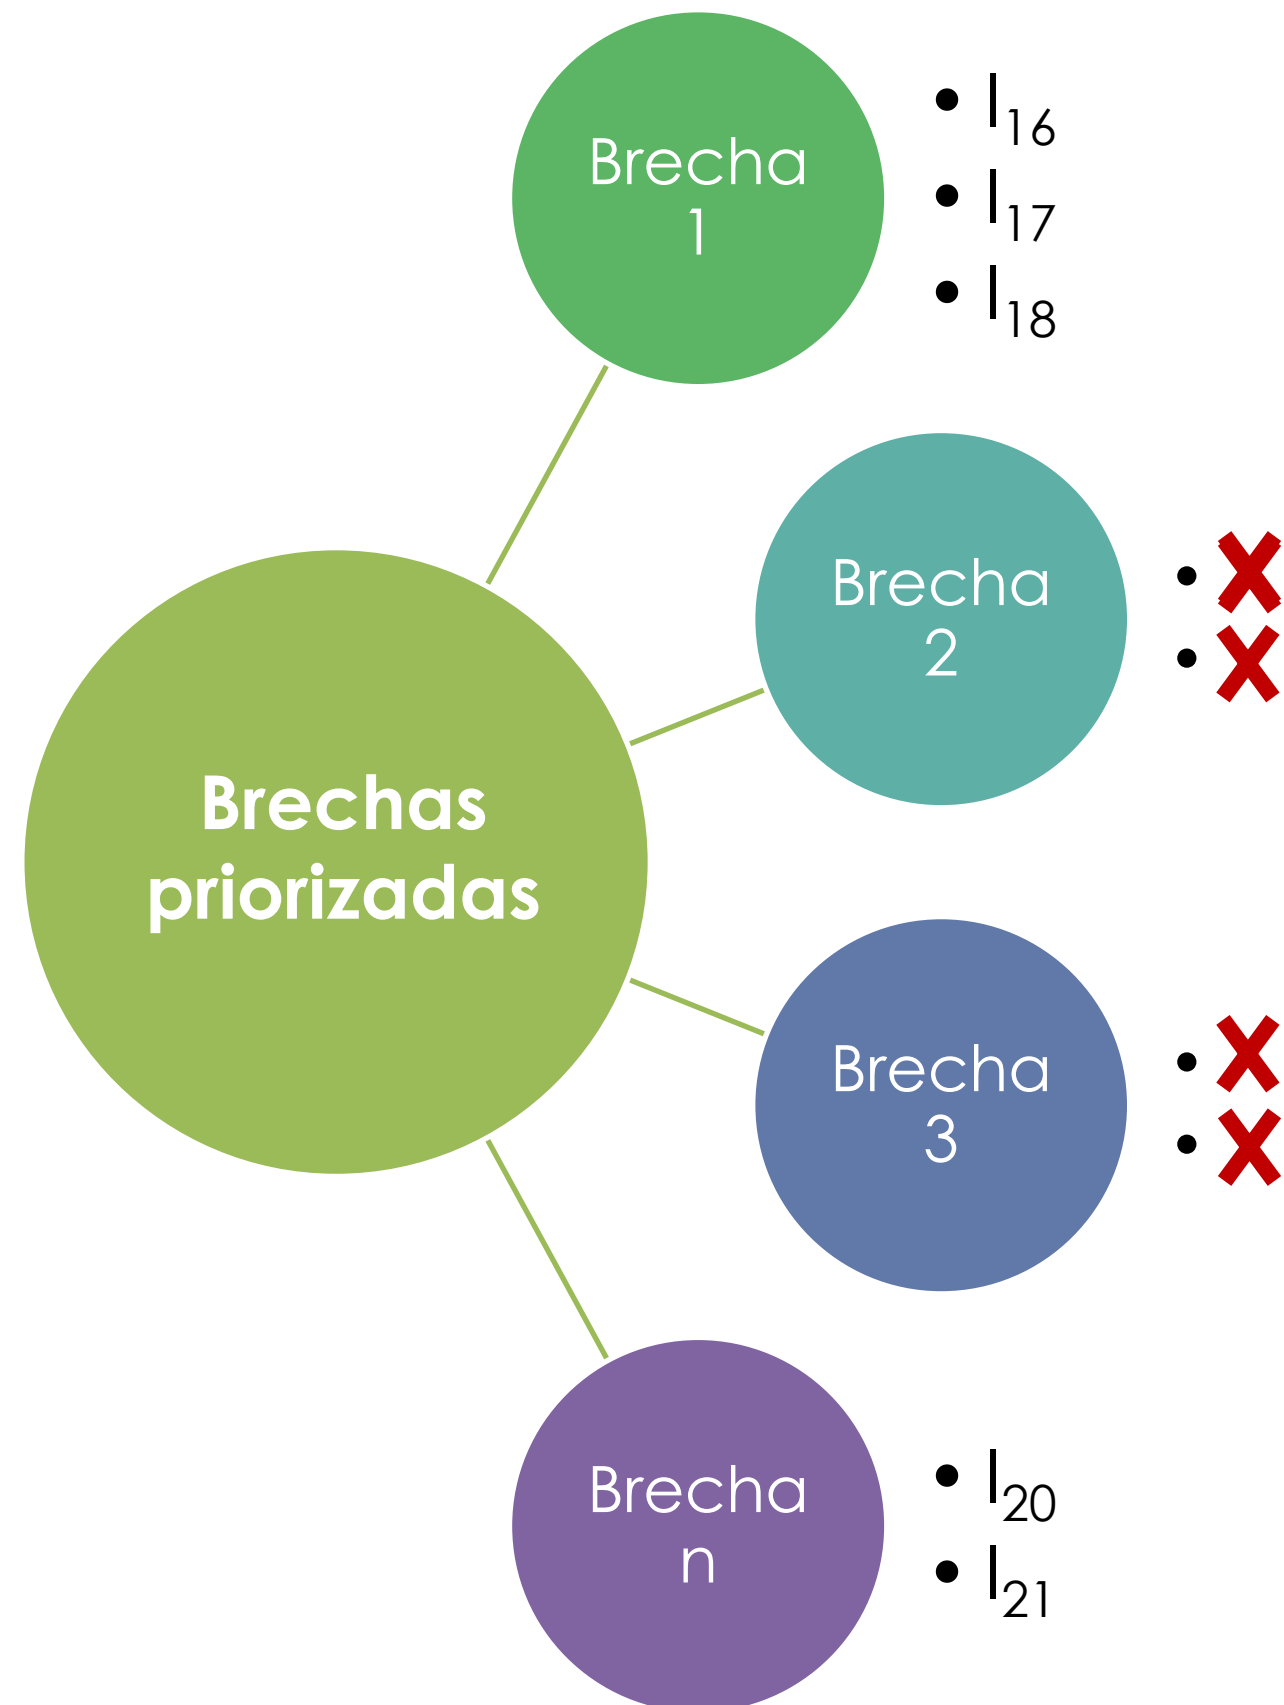 Brecha
1
• I₁₆
• I₁₇
• I₁₈
Brecha
2
•
•
Brechas
priorizadas
Brecha
3
•
•
Brecha
n
• I₂₀
• I₂₁